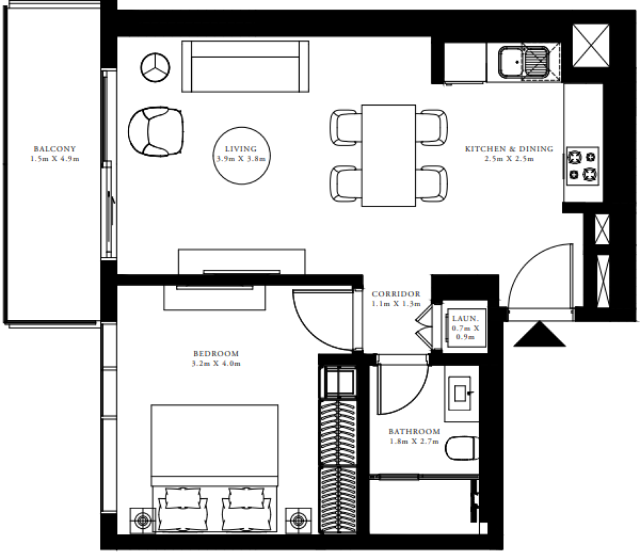 BALCONY
1.5m X 4.9m
LIVING
3.9m X 3.8m
KITCHEN & DINING
2.5m X 2.5m
CORRIDOR
1.1m X 1.3m
LAUN.
0.7m X
0.9m
BEDROOM
3.2m X 4.0m
BATHROOM
1.8m X 2.7m